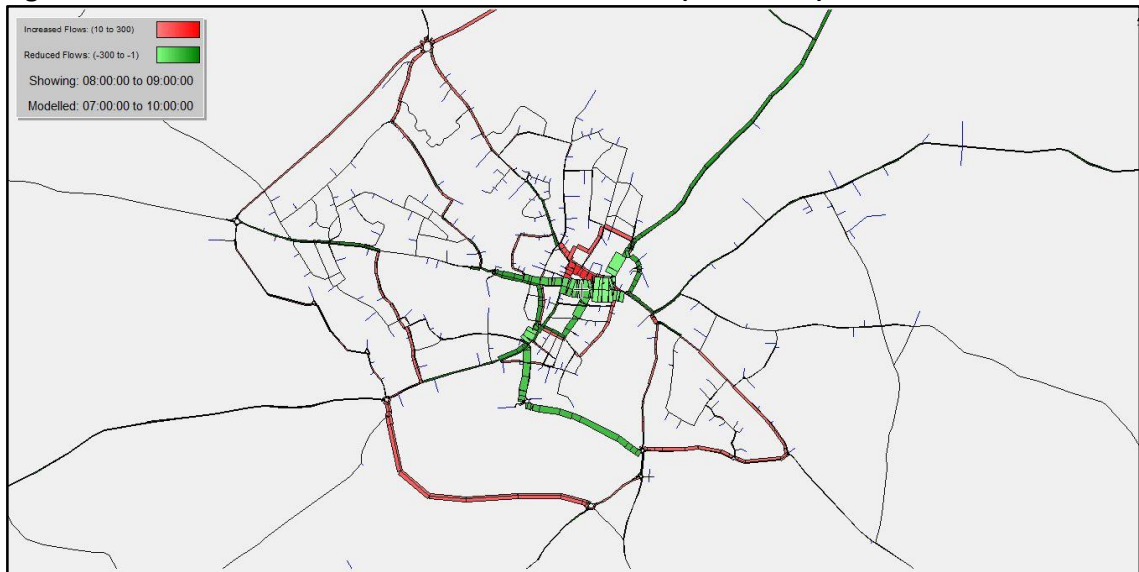 Increased Flows: (10 to 300)
Reduced Flows: (-300 to -1)
Showing: 08:00:00 to 09:00:00
Modelled: 07:00:00 to 10:00:00